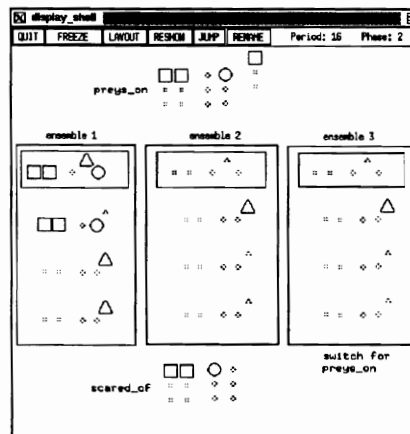 display_shell
QUIT FREEZE LAYOUT RESHOW JUMP RENAME Period: 16 Phase: 2
preys_on
ensemble 1 ensemble 2 ensemble 3
switch for
preys_on
scared_of